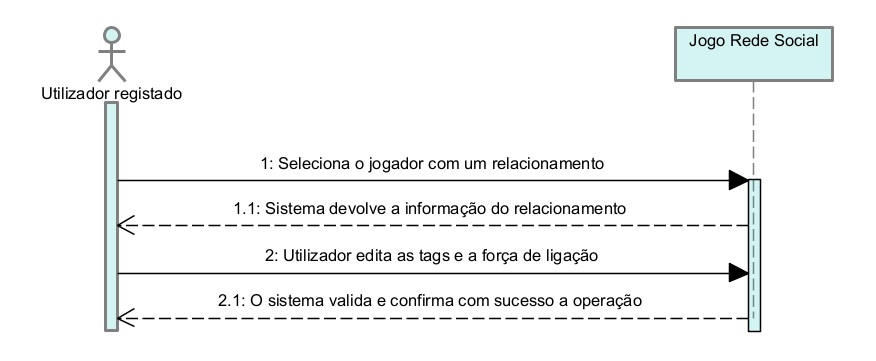 Jogo Rede Social
Utilizador registado
1: Seleciona o jogador com um relacionamento
1.1: Sistema devolve a informação do relacionamento
2: Utilizador edita as tags e a força de ligação
2.1: O sistema valida e confirma com sucesso a operação